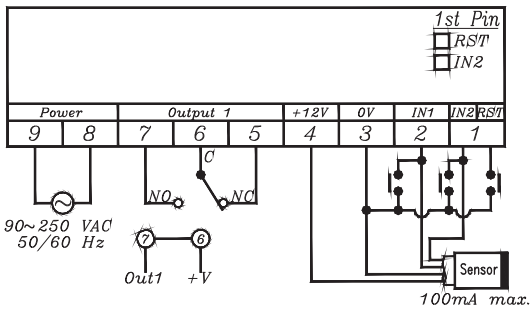 1st Pin
RST
IN2
Power Output 1 +12V 0V IN1 IN2 RST
9 8 7 6 5 4 3 2 1
C
NO NC
90~250 VAC
50/60 Hz
7 6
Out1 +V
Sensor
100mA max.